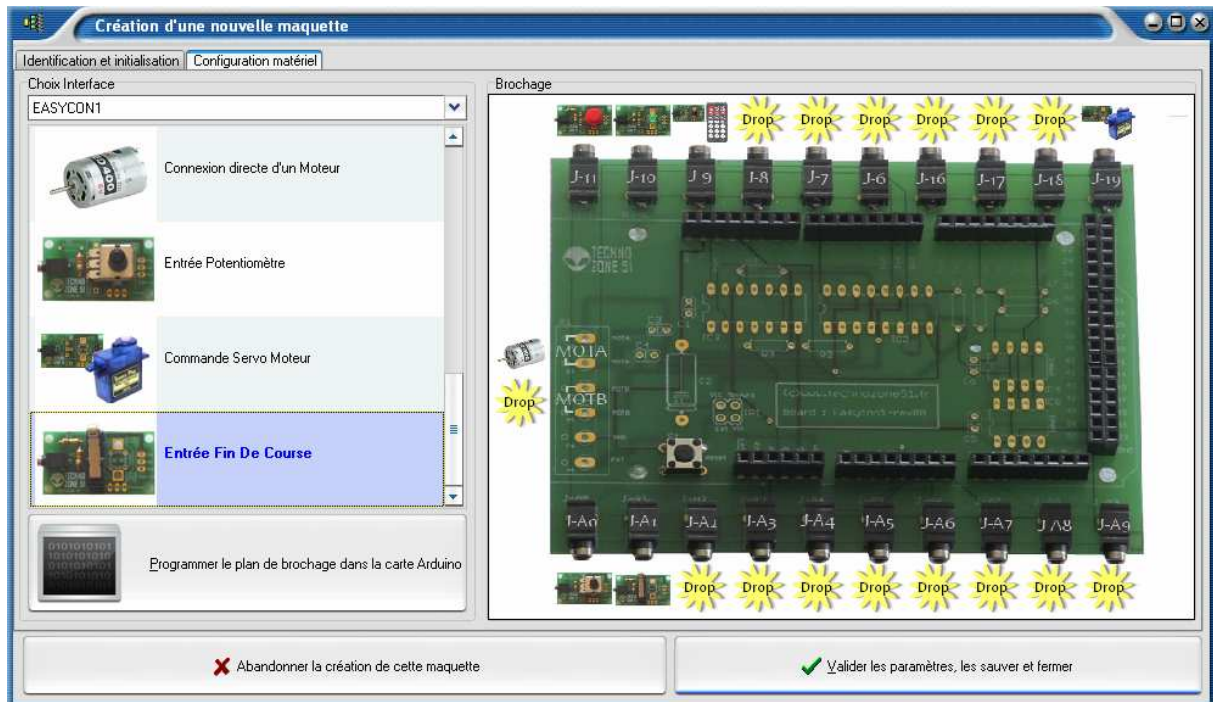 Création d'une nouvelle maquette
Identification et initialisation
Configuration matériel
Choix Interface
EASYCON1
Connexion directe d'un Moteur
Entrée Potentiomètre
Commande Servo Moteur
Entrée Fin De Course
Programmer le plan de brochage dans la carte Arduino
Brochage
Drop Drop Drop Drop Drop Drop
J-11 J-10 J 9 J-8 J-7 J-6 J-16 J-17 J-18 J-19
TECHNO
ZONE 51
MOTA
Drop
MOTB
J-A0 J-A1 J-A2 J-A3 J-A4 J-A5 J-A6 J-A7 J A8 J-A9
Drop Drop Drop Drop Drop Drop Drop Drop
Abandonner la création de cette maquette
Valider les paramètres, les sauver et fermer